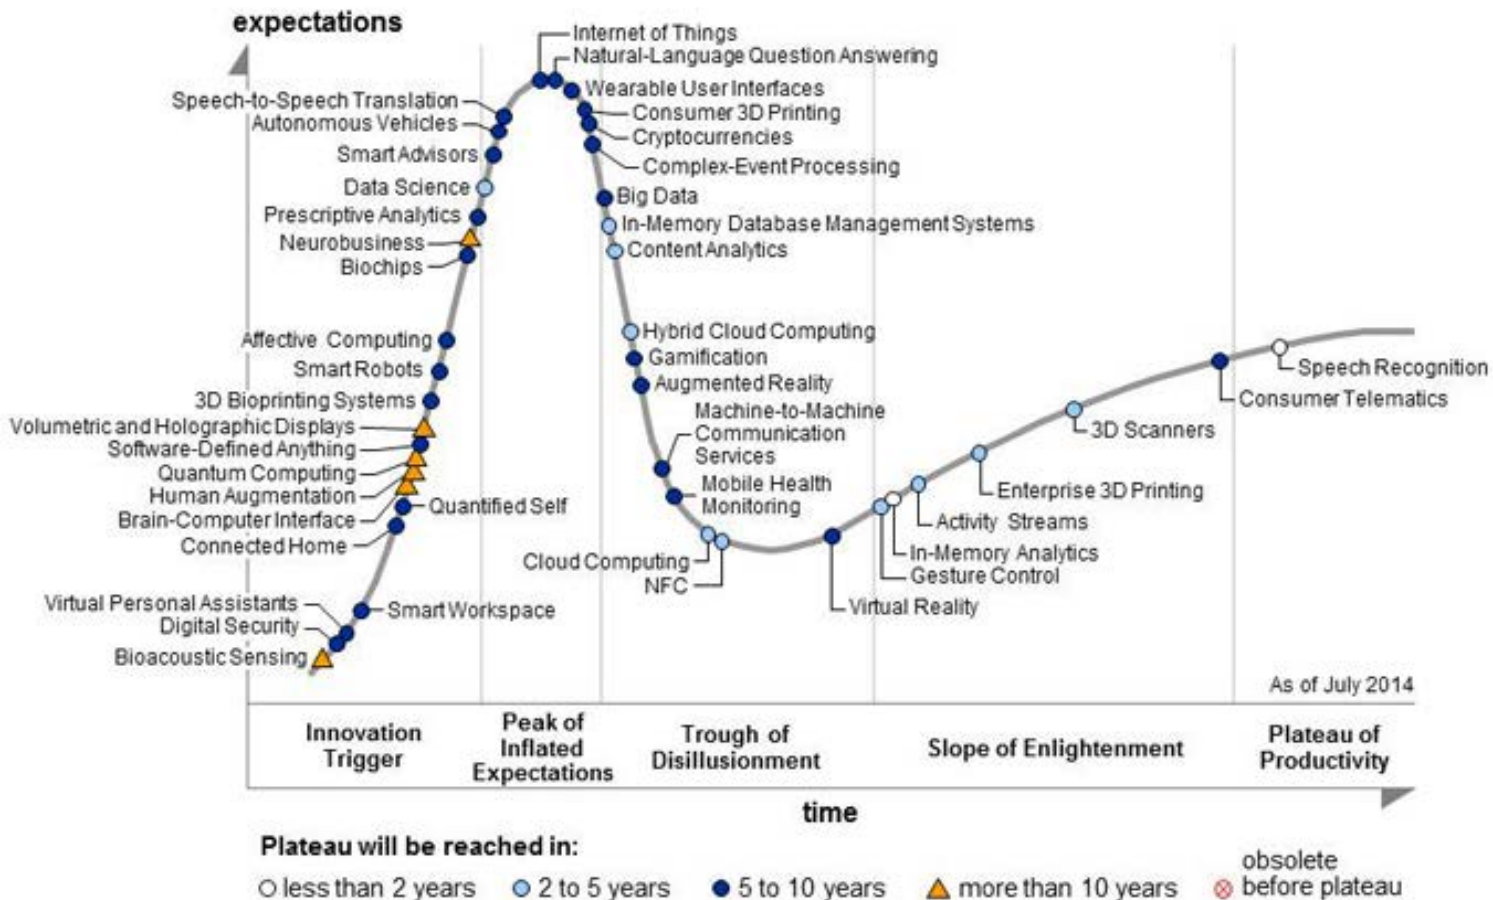 expectations
Internet of Things
Natural-Language Question Answering
Wearable User Interfaces
Speech-to-Speech Translation
Consumer 3D Printing
Autonomous Vehicles
Cryptocurrencies
Smart Advisors
Complex-Event Processing
Data Science
Big Data
Prescriptive Analytics
In-Memory Database Management Systems
Neurobusiness
Content Analytics
Biochips
Affective Computing
Hybrid Cloud Computing
Smart Robots
Gamification
3D Bioprinting Systems
Augmented Reality
Volumetric and Holographic Displays
Machine-to-Machine
Communication
Services
Software-Defined Anything
Quantum Computing
Mobile Health
Monitoring
Human Augmentation
Quantified Self
Brain-Computer Interface
Connected Home
Cloud Computing
NFC
Virtual Personal Assistants
Smart Workspace
Digital Security
Bioacoustic Sensing
Speech Recognition
Consumer Telematics
3D Scanners
Enterprise 3D Printing
Activity Streams
In-Memory Analytics
Gesture Control
Virtual Reality
As of July 2014
Innovation
Trigger
Peak of
Inflated
Expectations
Trough of
Disillusionment
Slope of Enlightenment
Plateau of
Productivity
time
Plateau will be reached in:
less than 2 years
2 to 5 years
5 to 10 years
more than 10 years
obsolete
before plateau